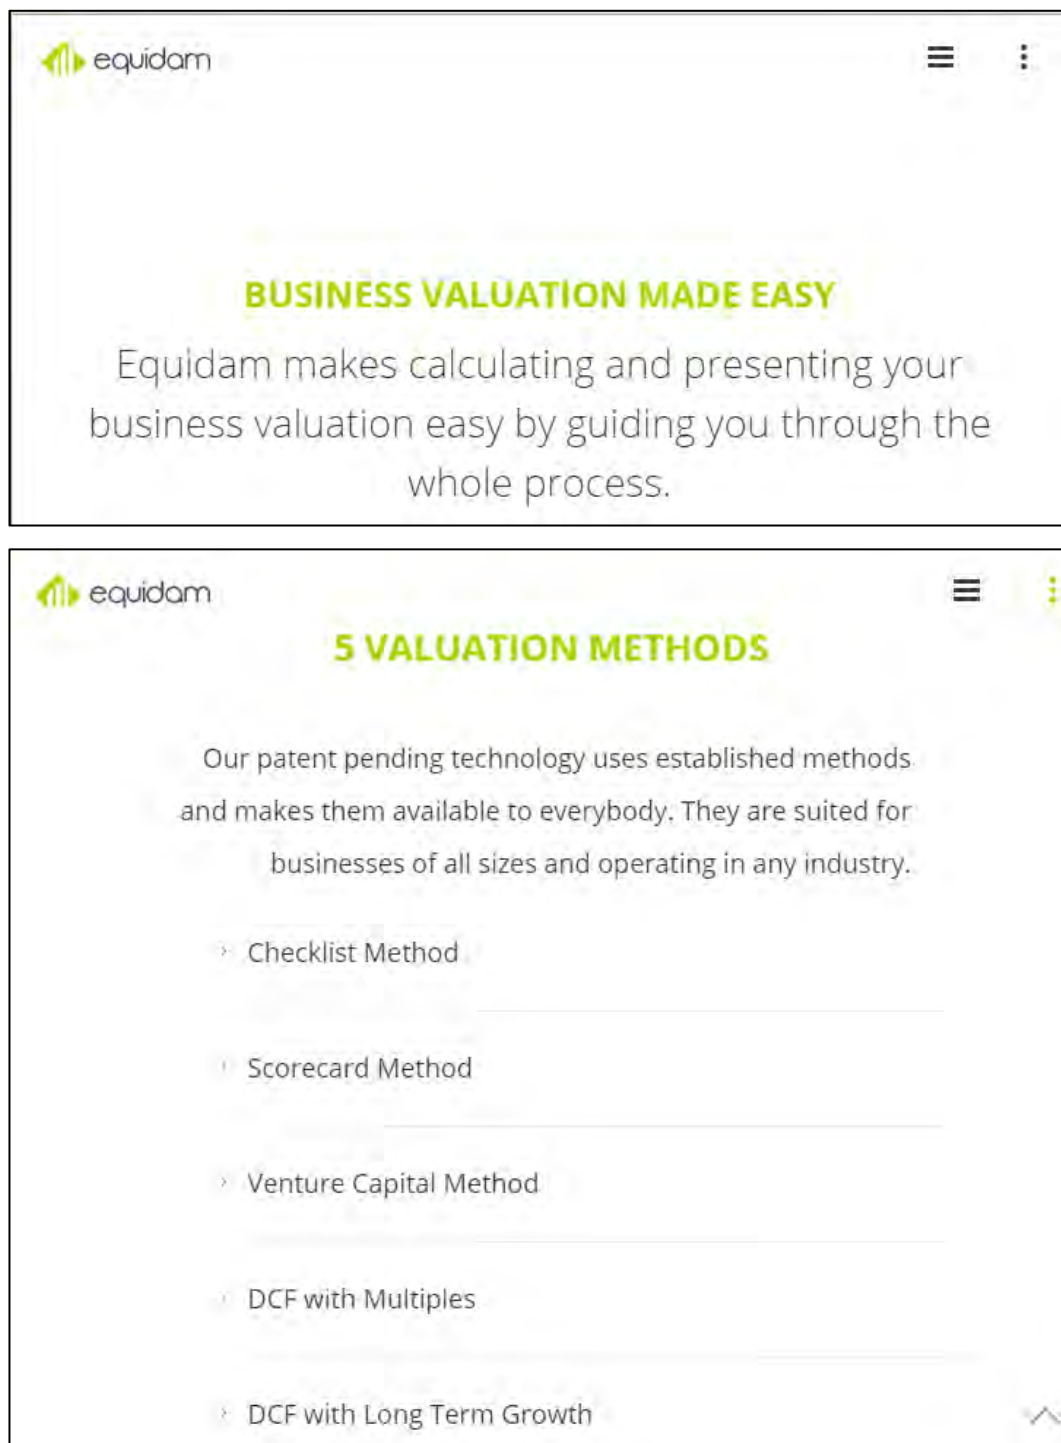 equidam
BUSINESS VALUATION MADE EASY
Equidam makes calculating and presenting your
business valuation easy by guiding you through the
whole process.
equidam
5 VALUATION METHODS
Our patent pending technology uses established methods
and makes them available to everybody. They are suited for
businesses of all sizes and operating in any industry.
Checklist Method
Scorecard Method
Venture Capital Method
DCF with Multiples
DCF with Long Term Growth